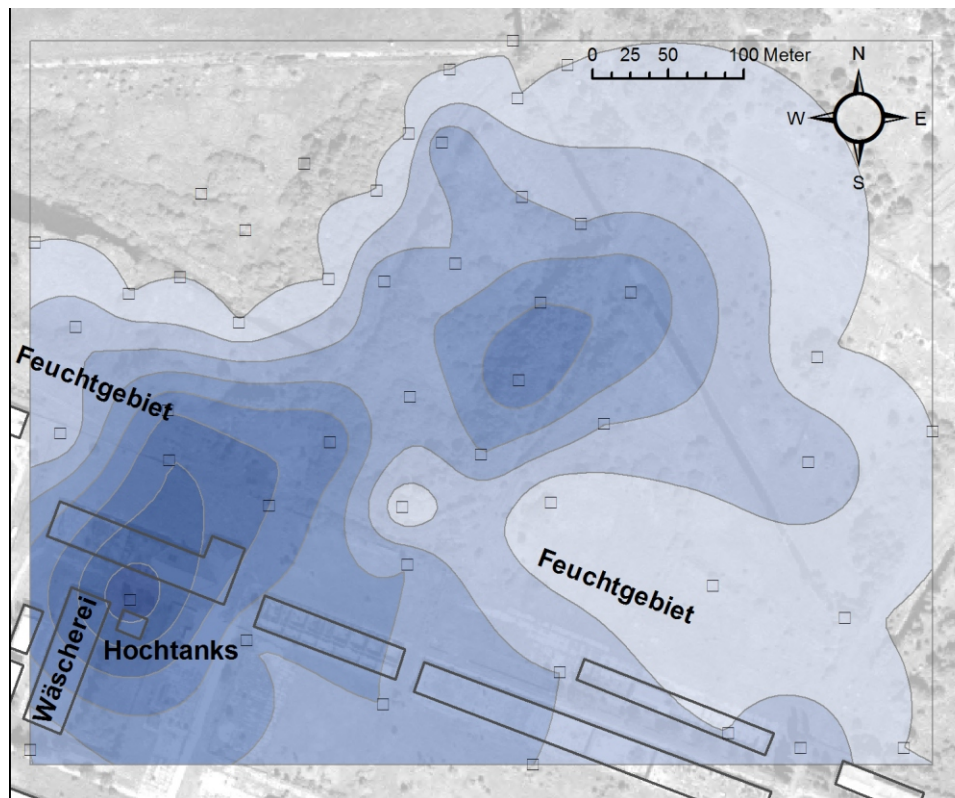 0 25 50 100 Meter
N
W E
S
Feuchtgebiet
Feuchtgebiet
Wäscherei
Hochtanks